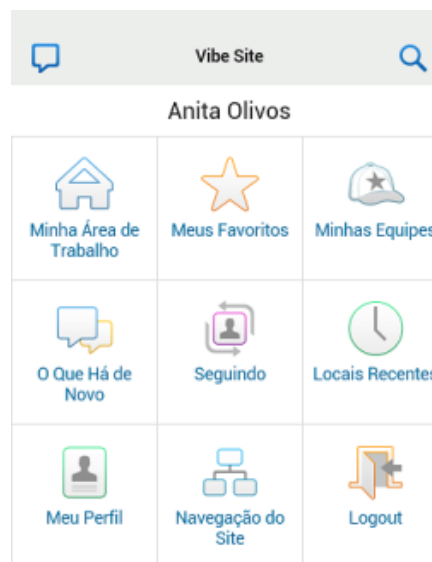 Vibe Site
Anita Olivos
Minha Área de
Trabalho
Meus Favoritos
Minhas Equipes
O Que Há de
Novo
Seguindo
Locais Recentes
Meu Perfil
Navegação do
Site
Logout